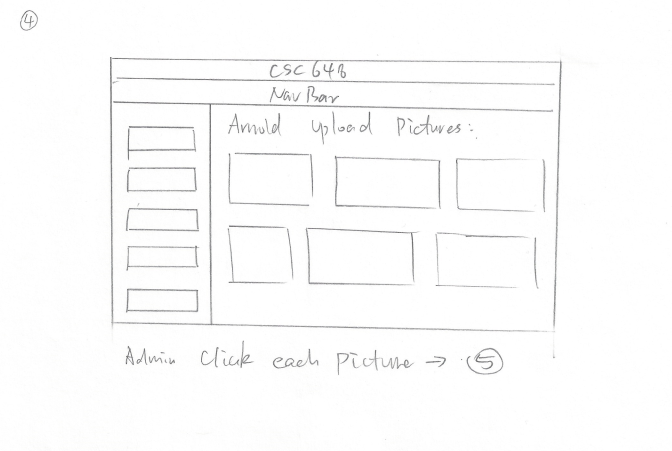 ④
CSC 648
Nav Bar
Arnold upload Pictures:
Admin Click each picture → ⑤